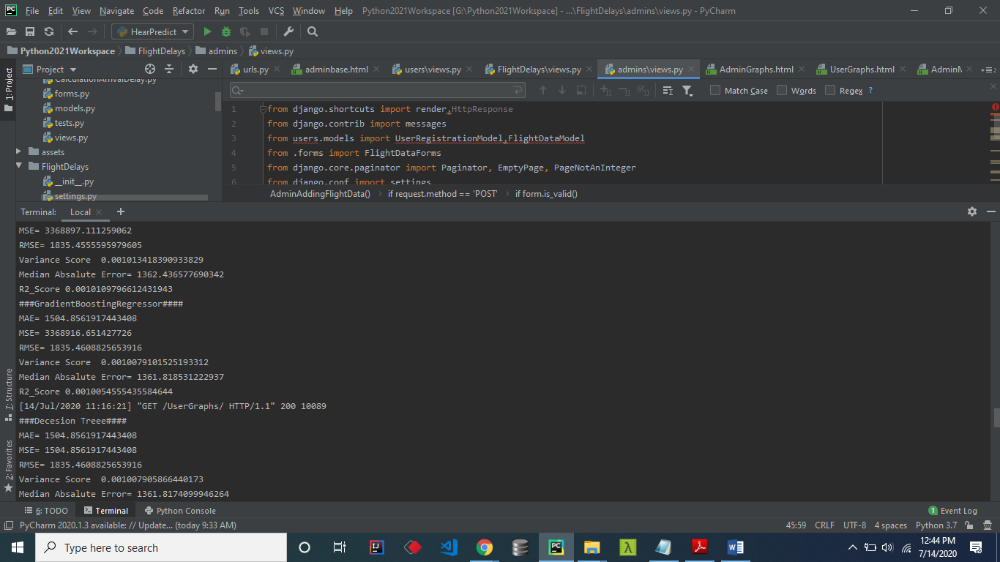 File Edit View Navigate Code Refactor Run Tools VCS Window Help Python2021Workspace [G:\Python2021Workspace] - ...\FlightDelays\admins\views.py - PyCharm
HearPredict
Python2021Workspace FlightDelays admins views.py
1: Project
Project
urls.py adminbase.html users\views.py FlightDelays\views.py admins\views.py AdminGraphs.html UserGraphs.html AdminM
CalculationArrivalDelay.py
forms.py
models.py
tests.py
views.py
assets
FlightDelays
__init__.py
settings.py
Match Case Words Regex ?
1 from django.shortcuts import render,HttpResponse
2 from django.contrib import messages
3 from users.models import UserRegistrationModel,FlightDataModel
4 from .forms import FlightDataForms
5 from django.core.paginator import Paginator, EmptyPage, PageNotAnInteger
6 from django.conf import settings
AdminAddingFlightData() if request.method == 'POST' if form.is_valid()
Terminal: Local +
MSE= 3368897.111259062
RMSE= 1835.4555595979605
Variance Score  0.001013418390933829
Median Absalute Error= 1362.436577690342
R2_Score 0.0010109796612431943
###GradientBoostingRegressor####
MAE= 1504.8561917443408
MSE= 3368916.651427726
RMSE= 1835.4608825653916
Variance Score  0.0010079101525193312
Median Absalute Error= 1361.818531222937
R2_Score 0.0010054555435584644
[14/Jul/2020 11:16:21] "GET /UserGraphs/ HTTP/1.1" 200 10089
###Decesion Treee####
MAE= 1504.8561917443408
MSE= 1504.8561917443408
RMSE= 1835.4608825653916
Variance Score  0.001007905866440173
Median Absalute Error= 1361.8174099946264
7: Structure
2: Favorites
6: TODO Terminal Python Console 1 Event Log
PyCharm 2020.1.3 available: // Update... (today 9:33 AM) 45:59 CRLF UTF-8 4 spaces Python 3.7
Type here to search
12:44 PM
7/14/2020